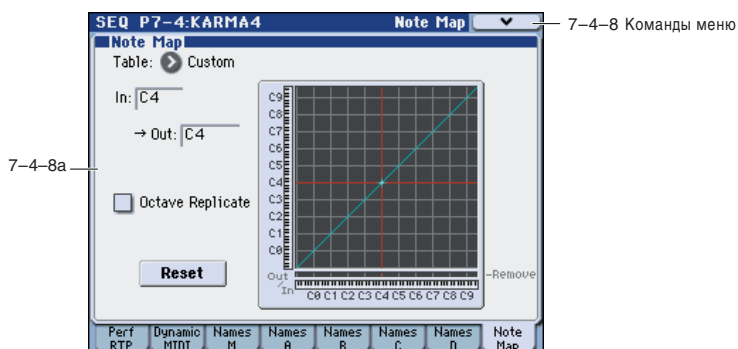 SEQ P7-4:KARMA4 Note Map
7-4-8 Команды меню
Note Map
Table: Custom
In: C4
→ Out: C4
7-4-8a
Octave Replicate
Reset
C9
C8
C7
C6
C5
C4
C3
C2
C1
C0
Out
/In
-Remove
C0 C1 C2 C3 C4 C5 C6 C7 C8 C9
Perf RTP
Dynamic MIDI
Names M
Names A
Names B
Names C
Names D
Note Map